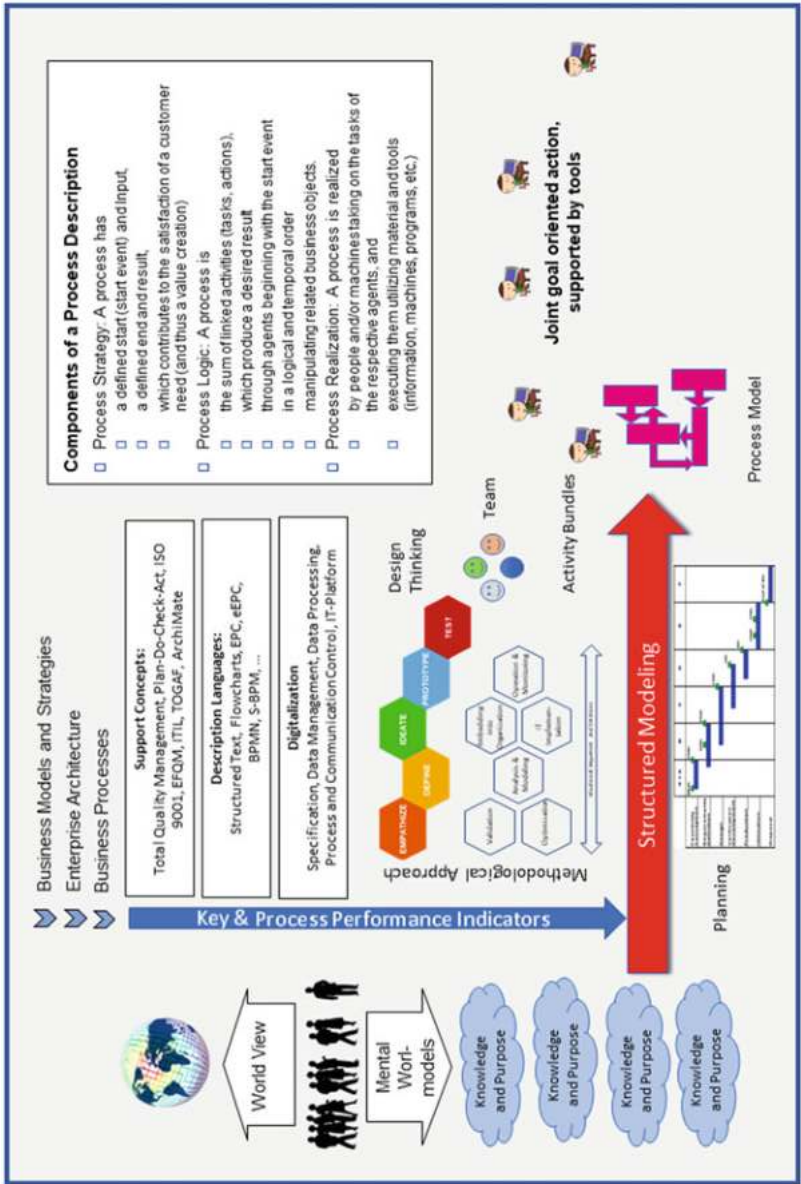 Business Models and Strategies
Enterprise Architecture
Business Processes
World View
Mental
Worl-
models
Knowledge
and Purpose
Knowledge
and Purpose
Knowledge
and Purpose
Knowledge
and Purpose
Key & Process Performance Indicators
Support Concepts:
Total Quality Management, Plan-Do-Check-Act, ISO
9001, EFQM, ITIL, TOGAF, ArchiMate
Description Languages:
Structured Text, Flowcharts, EPC, eEPC,
BPMN, S-BPM, ...
Digitalization
Specification, Data Management, Data Processing,
Process and Communication Control, IT-Platform
Components of a Process Description
Process Strategy: A process has
a defined start (start event) and Input,
a defined end and result,
which contributes to the satisfaction of a customer
need (and thus a value creation)
Process Logic: A process is
the sum of linked activities (tasks, actions),
which produce a desired result
through agents beginning with the start event
in a logical and temporal order
manipulating related business objects.
Process Realization: A process is realized
by people and/or machines taking on the tasks of
the respective agents, and
executing them utilizing material and tools
(information, machines, programs, etc.)
Methodological Approach
EMPATHIZE
DEFINE
IDEATE
PROTOTYPE
TEST
Design
Thinking
Validation
Optimization
Analysis &
Modeling
Embedding
into
Organization
IT
Implemen-
tation
Operation &
Monitoring
Team
Activity Bundles
Joint goal oriented action,
supported by tools
Structured Modeling
Planning
Process Model